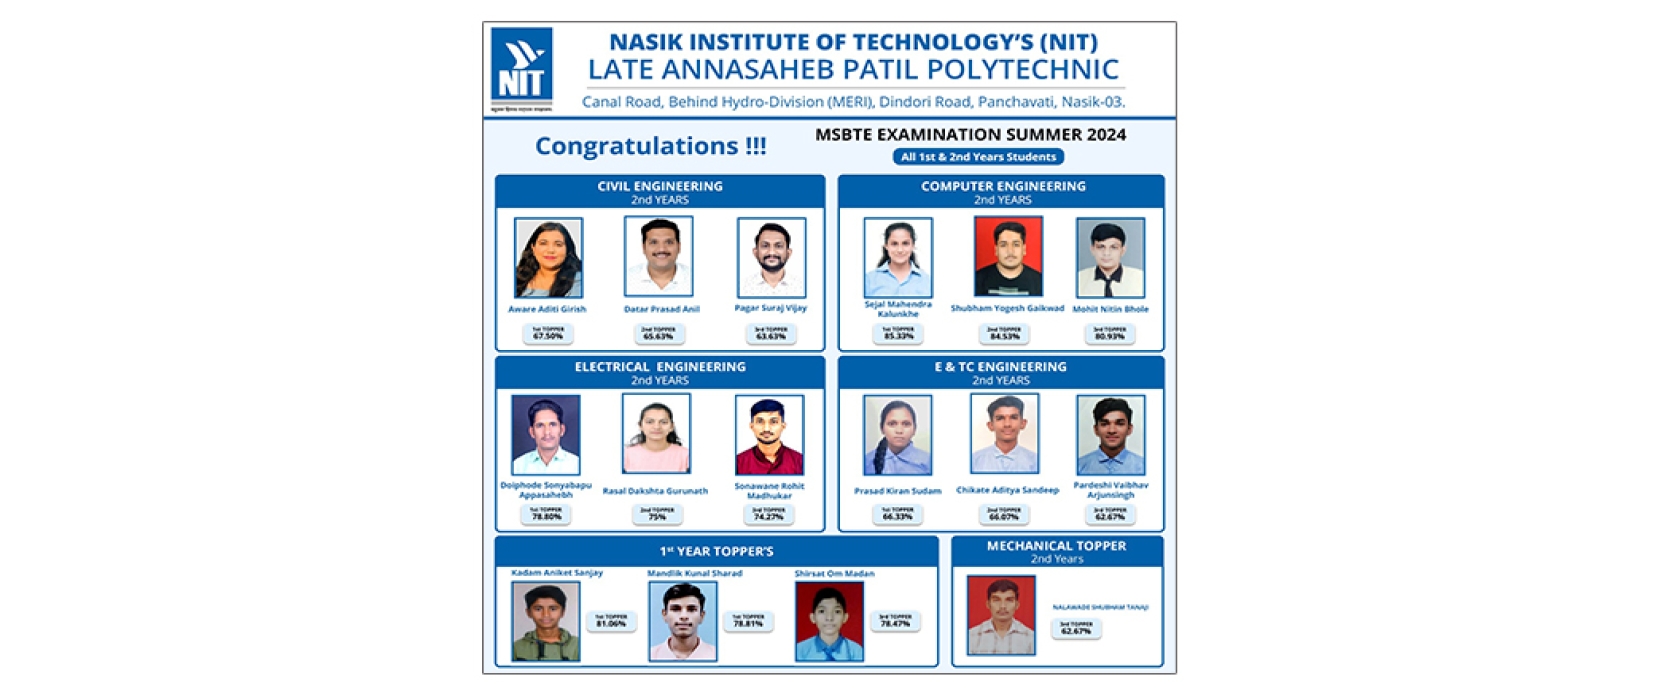 NIT
NASIK INSTITUTE OF TECHNOLOGY'S (NIT)
LATE ANNASAHEB PATIL POLYTECHNIC
Canal Road, Behind Hydro-Division (MERI), Dindori Road, Panchavati, Nasik-03.
Congratulations !!!
MSBTE EXAMINATION SUMMER 2024
All 1st & 2nd Years Students
CIVIL ENGINEERING
2nd YEARS
Aware Aditi Girish
1st TOPPER
67.50%
Datar Prasad Anil
2nd TOPPER
65.63%
Pagar Suraj Vijay
3rd TOPPER
63.63%
COMPUTER ENGINEERING
2nd YEARS
Sejal Mahendra
Kalunkhe
1st TOPPER
85.33%
Shubham Yogesh Gaikwad
2nd TOPPER
84.53%
Mohit Nitin Bhole
3rd TOPPER
80.93%
ELECTRICAL ENGINEERING
2nd YEARS
Doiphode Sonyabapu
Appasahebh
1st TOPPER
78.80%
Rasal Dakshta Gurunath
2nd TOPPER
75%
Sonawane Rohit
Madhukar
3rd TOPPER
74.27%
E & TC ENGINEERING
2nd YEARS
Prasad Kiran Sudam
1st TOPPER
66.33%
Chikate Aditya Sandeep
2nd TOPPER
66.07%
Pardeshi Vaibhav
Arjunsingh
3rd TOPPER
62.67%
1st YEAR TOPPER'S
Kadam Aniket Sanjay
1st TOPPER
81.06%
Mandlik Kunal Sharad
1st TOPPER
78.81%
Shirsat Om Madan
3rd TOPPER
78.47%
MECHANICAL TOPPER
2nd Years
NALAWADE SHUBHAM TANAJI
3rd TOPPER
62.67%